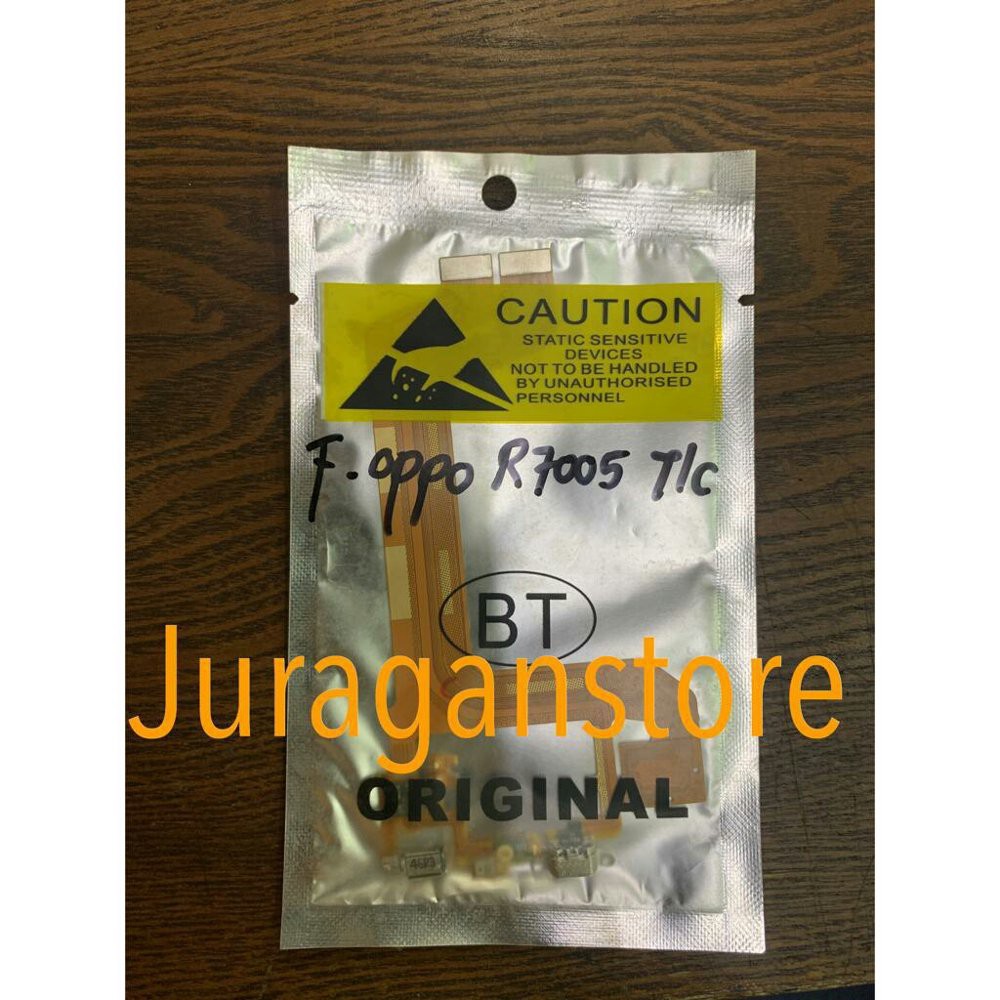 CAUTION
STATIC SENSITIVE
DEVICES
NOT TO BE HANDLED
BY UNAUTHORISED
PERSONNEL
F. oppo R7005 T/c
BT
Juraganstore
ORIGINAL